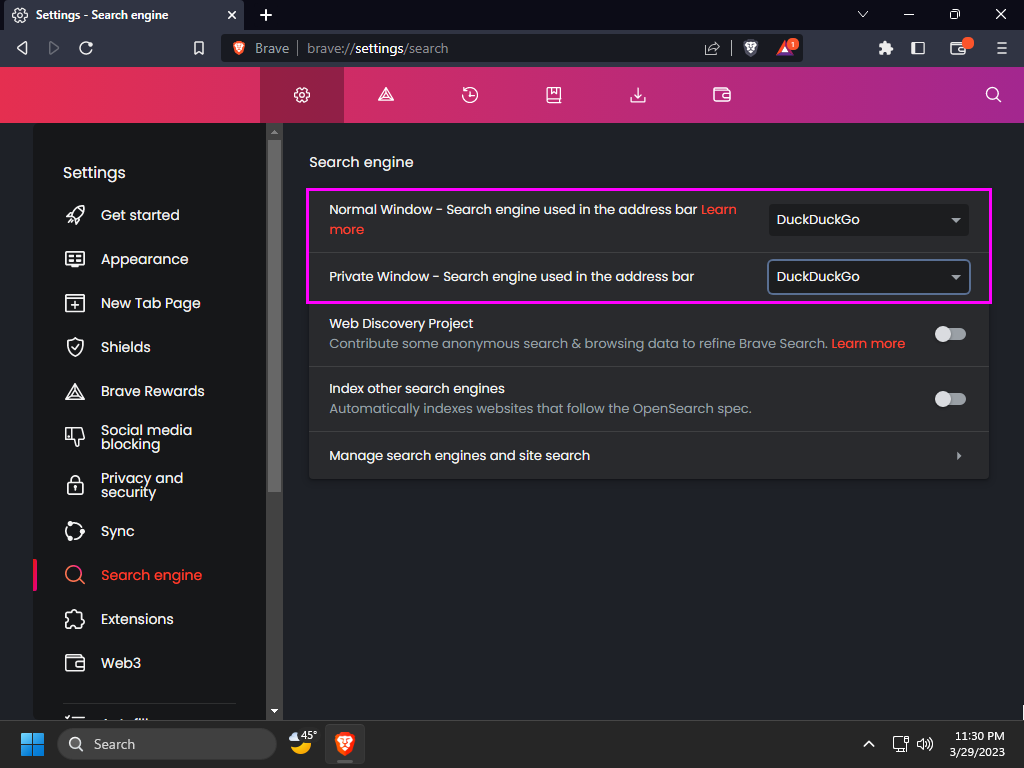 Settings - Search engine
Brave
brave://settings/search
1
Settings
Get started
Appearance
New Tab Page
Shields
Brave Rewards
Social media
blocking
Privacy and
security
Sync
Search engine
Extensions
Web3
Search engine
Normal Window - Search engine used in the address bar Learn
more
DuckDuckGo
Private Window - Search engine used in the address bar
DuckDuckGo
Web Discovery Project
Contribute some anonymous search & browsing data to refine Brave Search. Learn more
Index other search engines
Automatically indexes websites that follow the OpenSearch spec.
Manage search engines and site search
Search
45°
11:30 PM
3/29/2023